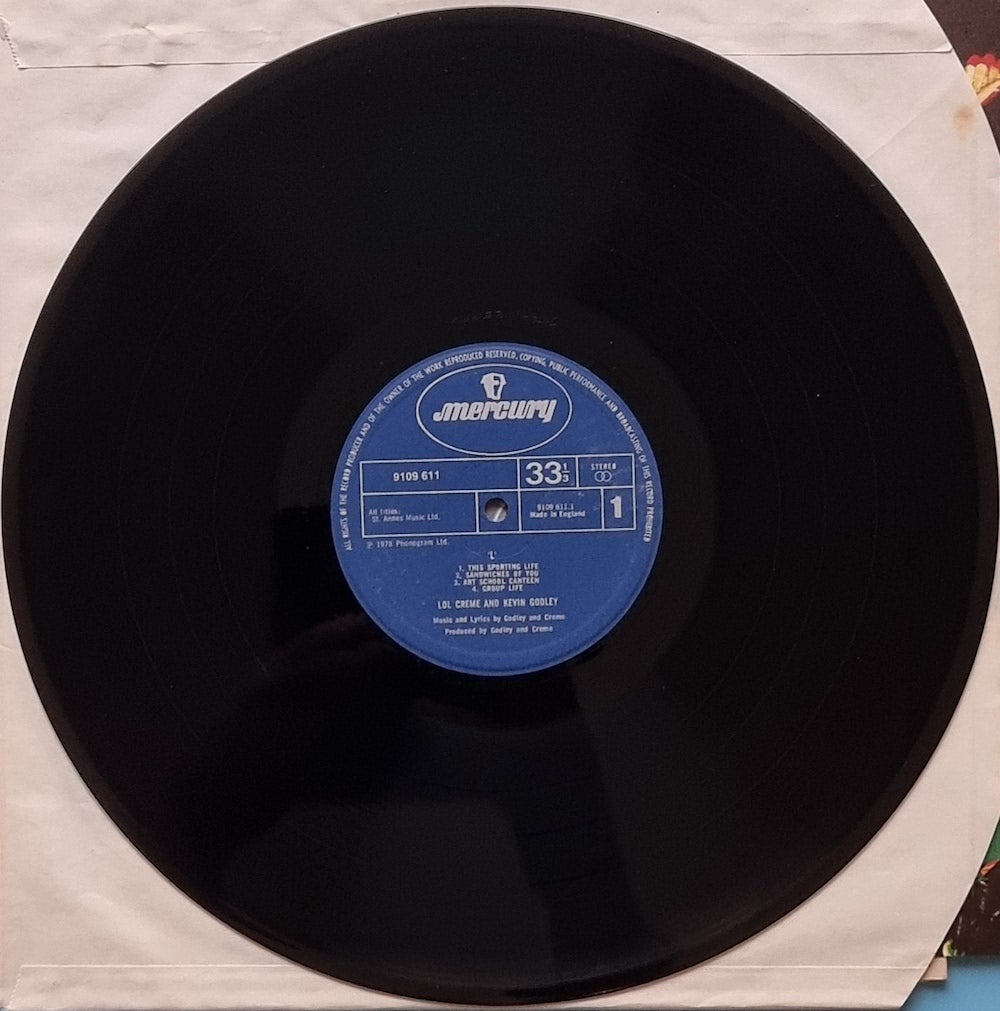 ALL RIGHTS OF THE RECORD PRODUCER AND OF THE OWNER OF THE WORK REPRODUCED RESERVED, COPYING, PUBLIC PERFORMANCE AND BROADCASTING OF THIS RECORD PROHIBITED
mercury
9109 611
33 1/3
STEREO
All titles:
St. Annes Music Ltd.
9109 611.1
Made in England
1
℗ 1978 Phonogram Ltd.
'L'
1. THIS SPORTING LIFE
2. SANDWICHES OF YOU
3. ART SCHOOL CANTEEN
4. GROUP LIFE
LOL CREME AND KEVIN GODLEY
Music and Lyrics by Godley and Creme
Produced by Godley and Creme